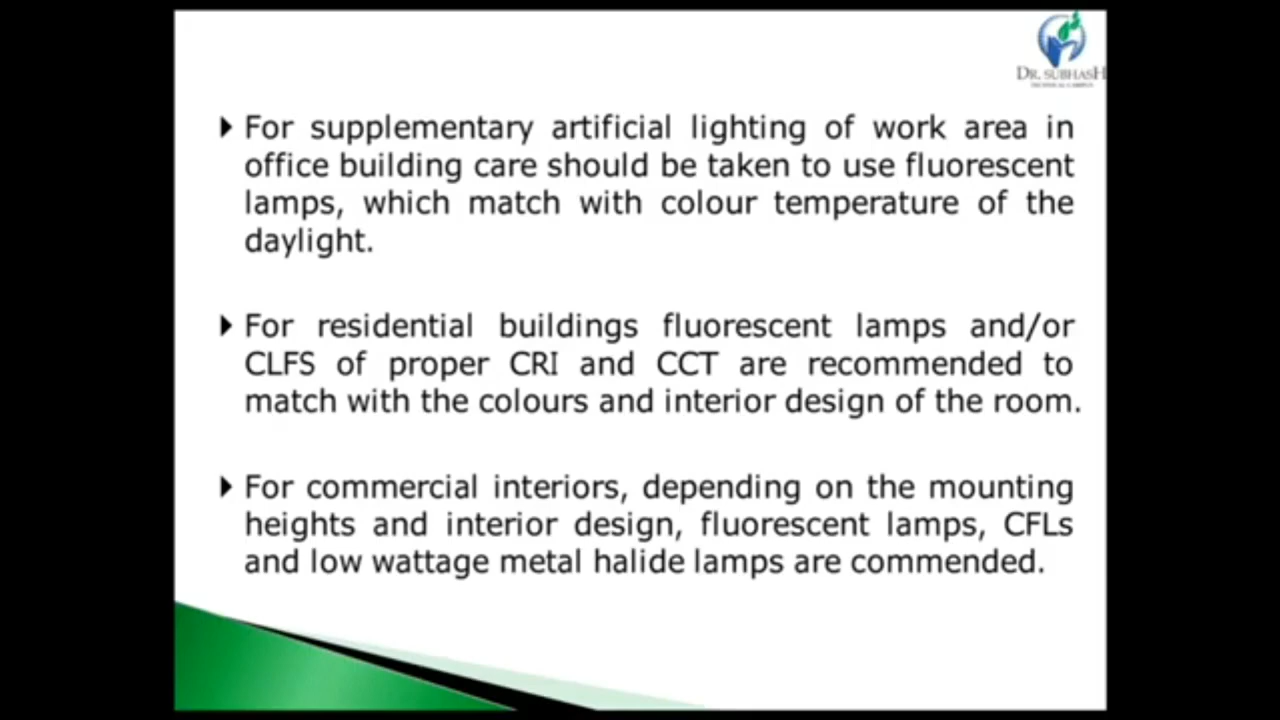 DR. SUBHASH
TECHNICAL CAMPUS
For supplementary artificial lighting of work area in
office building care should be taken to use fluorescent
lamps, which match with colour temperature of the
daylight.
For residential buildings fluorescent lamps and/or
CLFS of proper CRI and CCT are recommended to
match with the colours and interior design of the room.
For commercial interiors, depending on the mounting
heights and interior design, fluorescent lamps, CFLs
and low wattage metal halide lamps are commended.